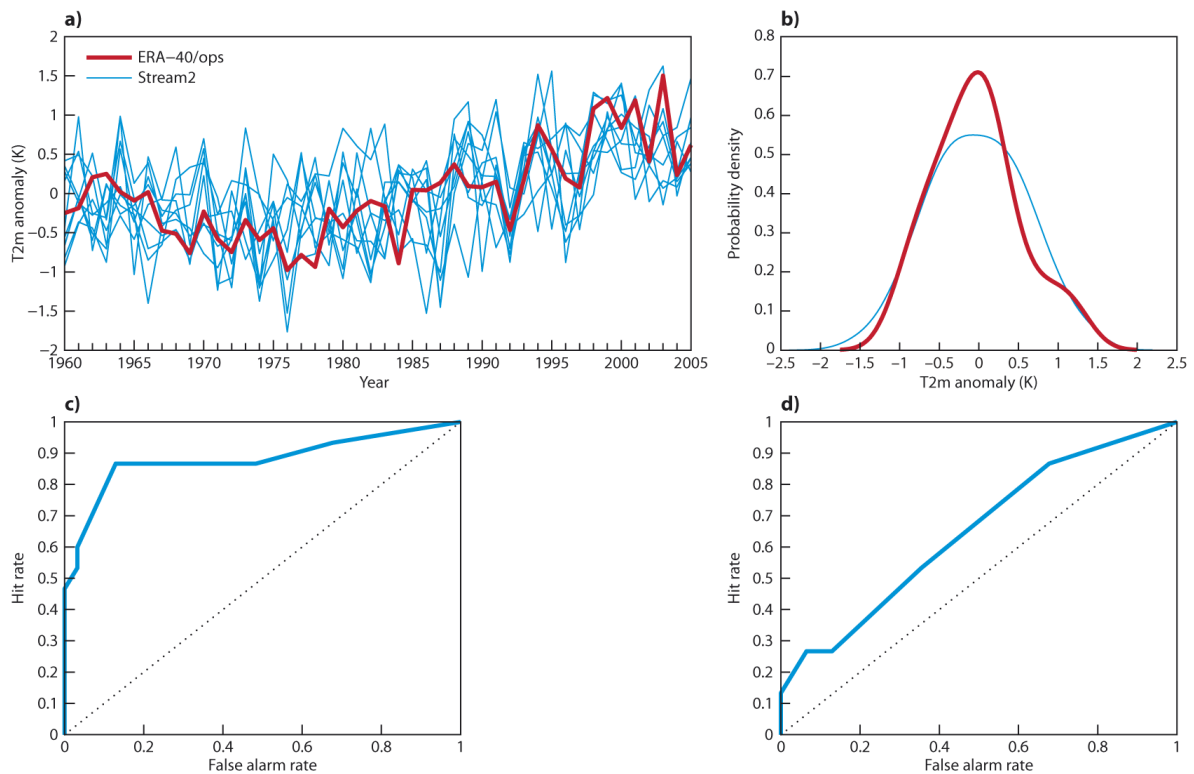 a)
2
1.5
1
0.5
0
−0.5
−1
−1.5
−2
T2m anomaly (K)
ERA−40/ops
Stream2
1960 1965 1970 1975 1980 1985 1990 1995 2000 2005
Year
b)
0.8
0.7
0.6
0.5
0.4
0.3
0.2
0.1
0
Probability density
−2.5 −2 −1.5 −1 −0.5 0 0.5 1 1.5 2 2.5
T2m anomaly (K)
c)
1
0.9
0.8
0.7
0.6
0.5
0.4
0.3
0.2
0.1
0
Hit rate
0 0.2 0.4 0.6 0.8 1
False alarm rate
d)
1
0.9
0.8
0.7
0.6
0.5
0.4
0.3
0.2
0.1
0
Hit rate
0 0.2 0.4 0.6 0.8 1
False alarm rate